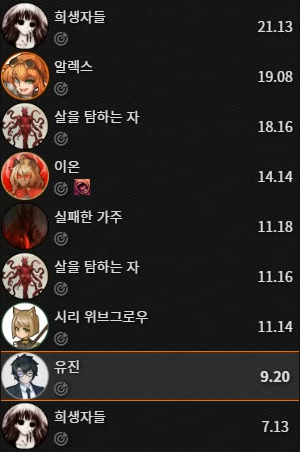 희생자들
21.13
알렉스
19.08
살을 탐하는 자
18.16
이온
14.14
실패한 가주
11.18
살을 탐하는 자
11.16
시리 위브그로우
11.14
유진
9.20
희생자들
7.13